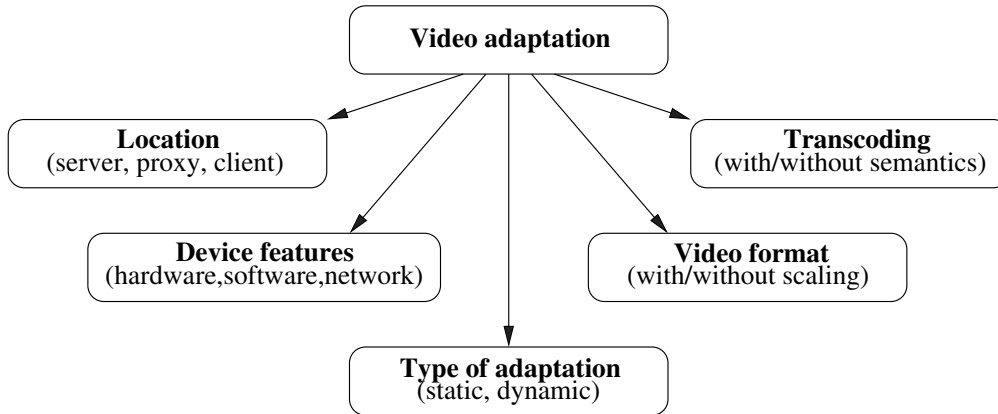 Video adaptation
Location
(server, proxy, client)
Transcoding
(with/without semantics)
Device features
(hardware,software,network)
Video format
(with/without scaling)
Type of adaptation
(static, dynamic)